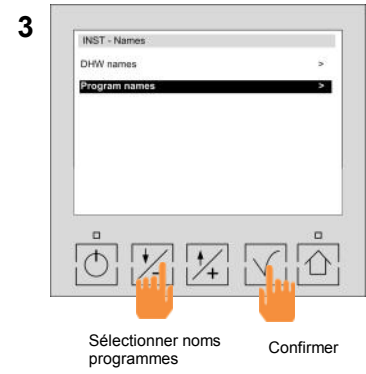 3
INST - Names
DHW names >
Program names >
- +
Sélectionner noms
programmes
Confirmer